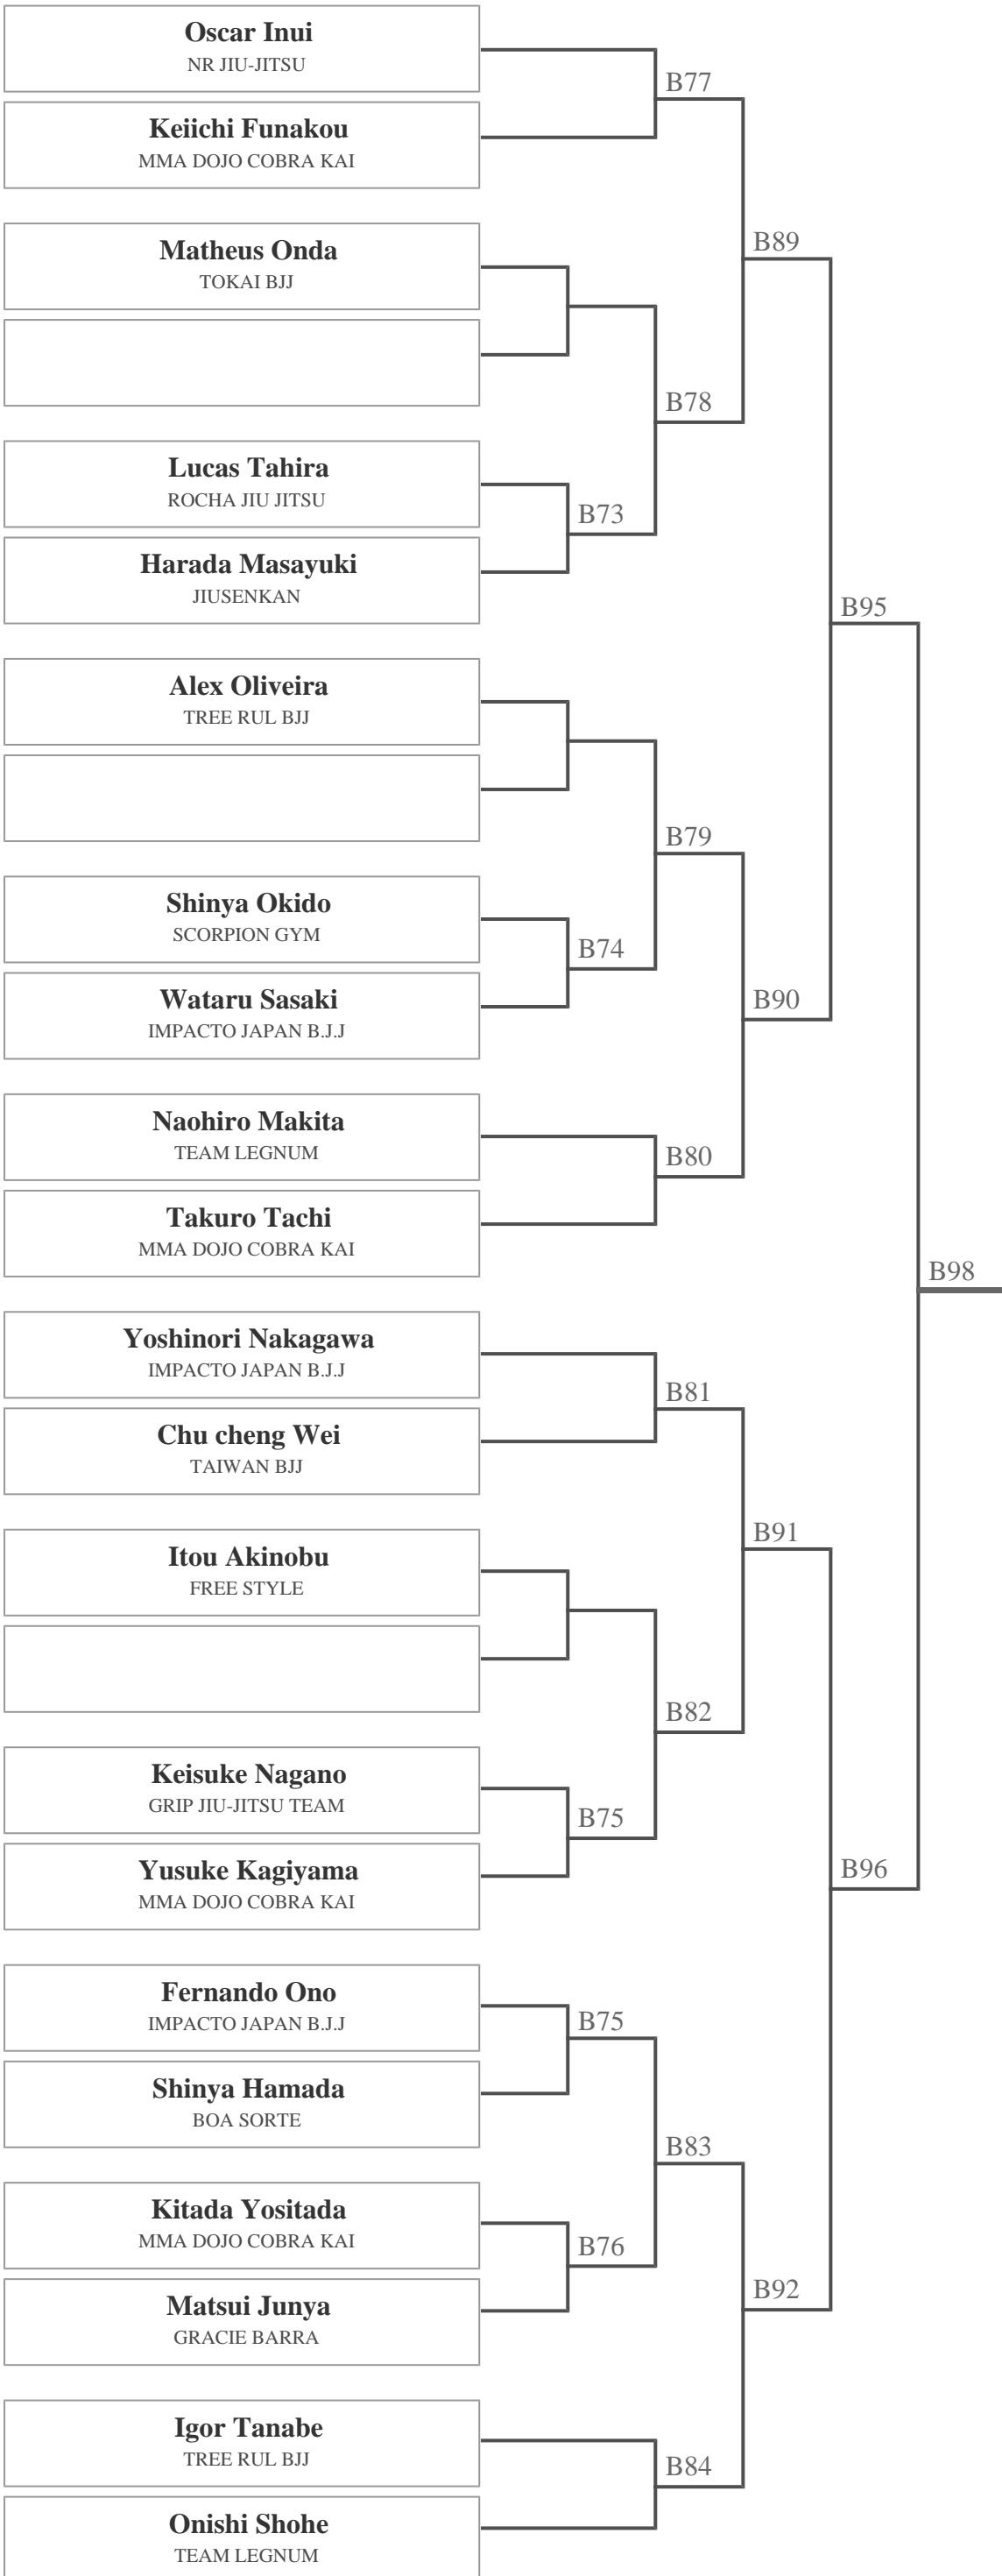 Oscar Inui
NR JIU-JITSU
B77
Keiichi Funakou
MMA DOJO COBRA KAI
Matheus Onda
TOKAI BJJ
B89
B78
Lucas Tahira
ROCHA JIU JITSU
B73
Harada Masayuki
JIUSENKAN
B95
Alex Oliveira
TREE RUL BJJ
B79
Shinya Okido
SCORPION GYM
B74
Wataru Sasaki
IMPACTO JAPAN B.J.J
B90
Naohiro Makita
TEAM LEGNUM
B80
Takuro Tachi
MMA DOJO COBRA KAI
B98
Yoshinori Nakagawa
IMPACTO JAPAN B.J.J
B81
Chu cheng Wei
TAIWAN BJJ
B91
Itou Akinobu
FREE STYLE
B82
Keisuke Nagano
GRIP JIU-JITSU TEAM
B75
Yusuke Kagiyama
MMA DOJO COBRA KAI
B96
Fernando Ono
IMPACTO JAPAN B.J.J
B75
Shinya Hamada
BOA SORTE
B83
Kitada Yositada
MMA DOJO COBRA KAI
B76
Matsui Junya
GRACIE BARRA
B92
Igor Tanabe
TREE RUL BJJ
B84
Onishi Shohe
TEAM LEGNUM